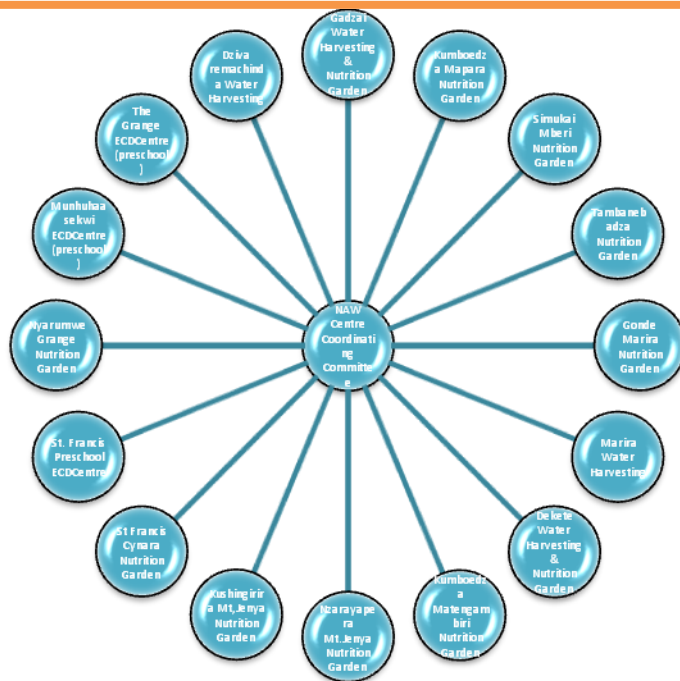 Gadzai
Water
Harvesting
&
Nutrition
Garden
Kumboedz
a Mapara
Nutrition
Garden
Simukai
Mberi
Nutrition
Garden
Tambaneb
adza
Nutrition
Garden
Gonde
Marira
Nutrition
Garden
Marira
Water
Harvesting
Dekete
Water
Harvesting
&
Nutrition
Garden
Kumboedz
a
Matengam
biri
Nutrition
Garden
Nzarayape
ra
Mt.Jenya
Nutrition
Garden
Kushingirir
a Mt,Jenya
Nutrition
Garden
St Francis
Cynara
Nutrition
Garden
St. Francis
Preschool
ECDCentre
Nyarumwe
Grange
Nutrition
Garden
Munhuhaa
sekwi
ECDCentre
(preschool
)
The
Grange
ECDCentre
(preschool
)
Dziva
remachind
a Water
Harvesting
NAW
Centre
Coordinati
ng
Committe
e